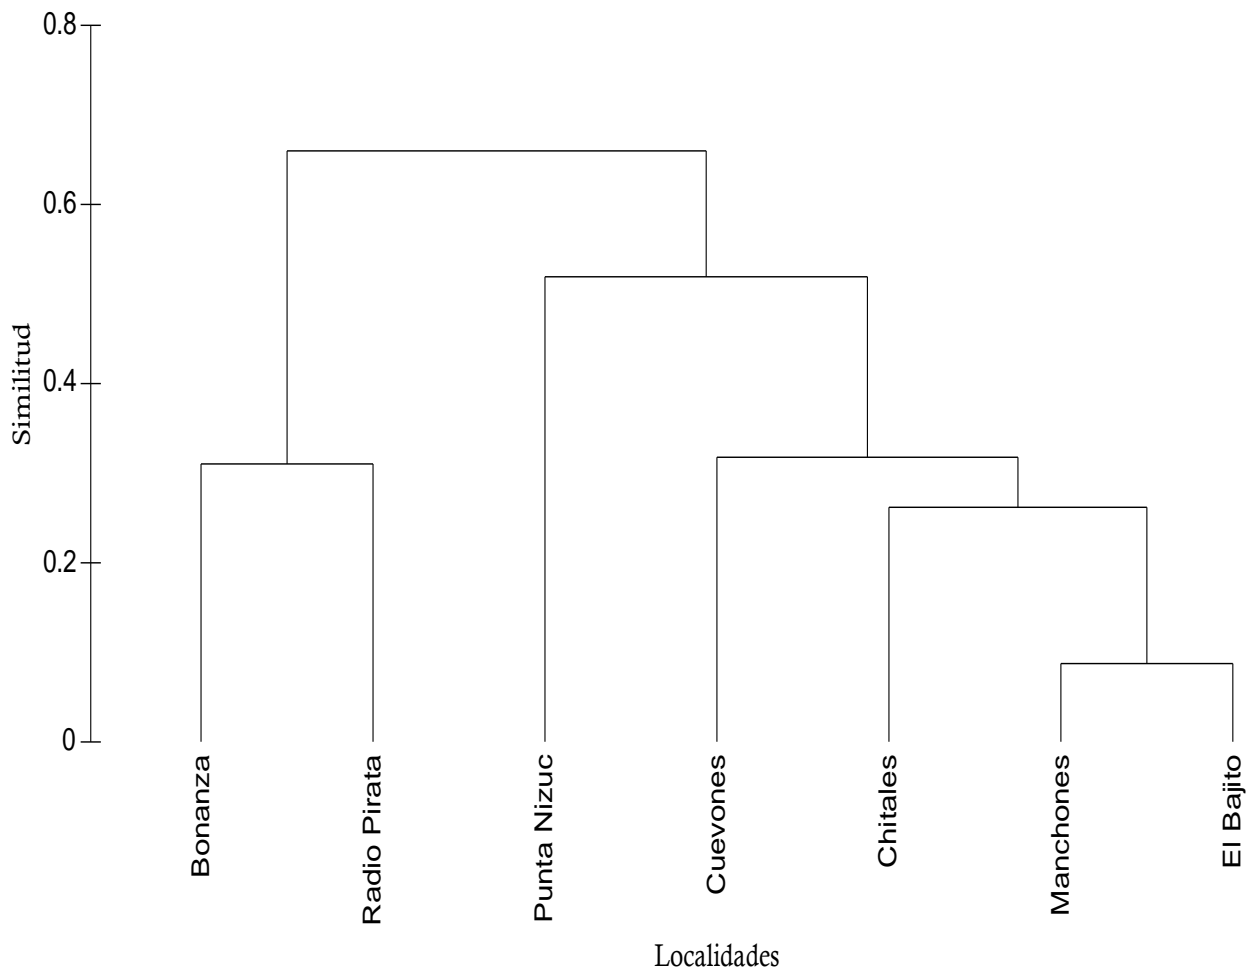 0.8
0.6
0.4
0.2
0
Similitud
Bonanza
Radio Pirata
Punta Nizuc
Cuevones
Chitales
Manchones
El Bajito
Localidades